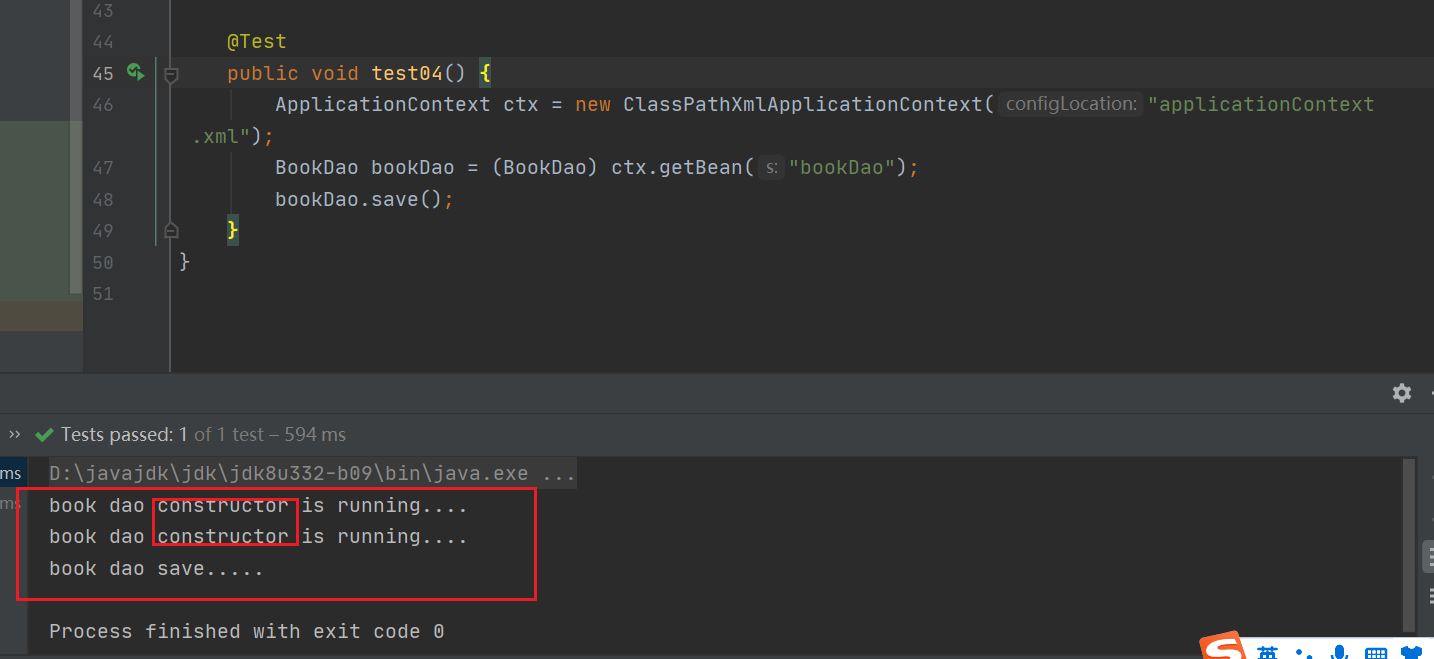 43
44 @Test
45 public void test04() {
46 ApplicationContext ctx = new ClassPathXmlApplicationContext( configLocation: "applicationContext
.xml");
47 BookDao bookDao = (BookDao) ctx.getBean( s: "bookDao");
48 bookDao.save();
49 }
50 }
51
>> Tests passed: 1 of 1 test – 594 ms
ms D:\javajdk\jdk\jdk8u332-b09\bin\java.exe ...
ms book dao constructor is running....
book dao constructor is running....
book dao save.....
Process finished with exit code 0
S 英